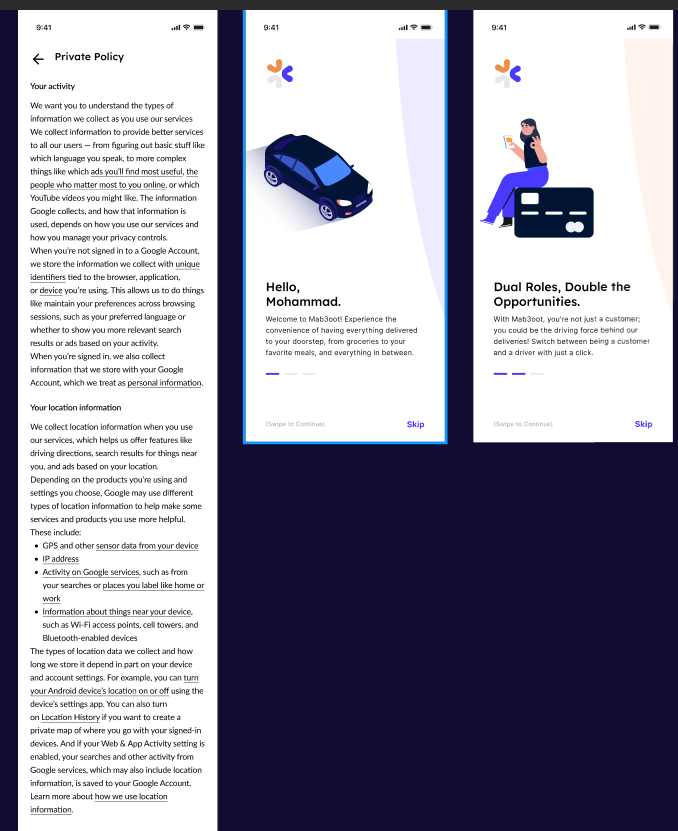 9:41
Private Policy
Your activity
We want you to understand the types of
information we collect as you use our services
We collect information to provide better services
to all our users — from figuring out basic stuff like
which language you speak, to more complex
things like which ads you'll find most useful, the
people who matter most to you online, or which
YouTube videos you might like. The information
Google collects, and how that information is
used, depends on how you use our services and
how you manage your privacy controls.
When you're not signed in to a Google Account,
we store the information we collect with unique
identifiers tied to the browser, application,
or device you're using. This allows us to do things
like maintain your preferences across browsing
sessions, such as your preferred language or
whether to show you more relevant search
results or ads based on your activity.
When you're signed in, we also collect
information that we store with your Google
Account, which we treat as personal information.
Your location information
We collect location information when you use
our services, which helps us offer features like
driving directions, search results for things near
you, and ads based on your location.
Depending on the products you're using and
settings you choose, Google may use different
types of location information to help make some
services and products you use more helpful.
These include:
• GPS and other sensor data from your device
• IP address
• Activity on Google services, such as from
your searches or places you label like home or
work
• Information about things near your device,
such as Wi-Fi access points, cell towers, and
Bluetooth-enabled devices
The types of location data we collect and how
long we store it depend in part on your device
and account settings. For example, you can turn
your Android device's location on or off using the
device's settings app. You can also turn
on Location History if you want to create a
private map of where you go with your signed-in
devices. And if your Web & App Activity setting is
enabled, your searches and other activity from
Google services, which may also include location
information, is saved to your Google Account.
Learn more about how we use location
information.
9:41
Hello,
Mohammad.
Welcome to Mab3oot! Experience the
convenience of having everything delivered
to your doorstep, from groceries to your
favorite meals, and everything in between.
(Swipe to Continue)
Skip
9:41
Dual Roles, Double the
Opportunities.
With Mab3oot, you're not just a customer;
you could be the driving force behind our
deliveries! Switch between being a customer
and a driver with just a click.
(Swipe to Continue)
Skip